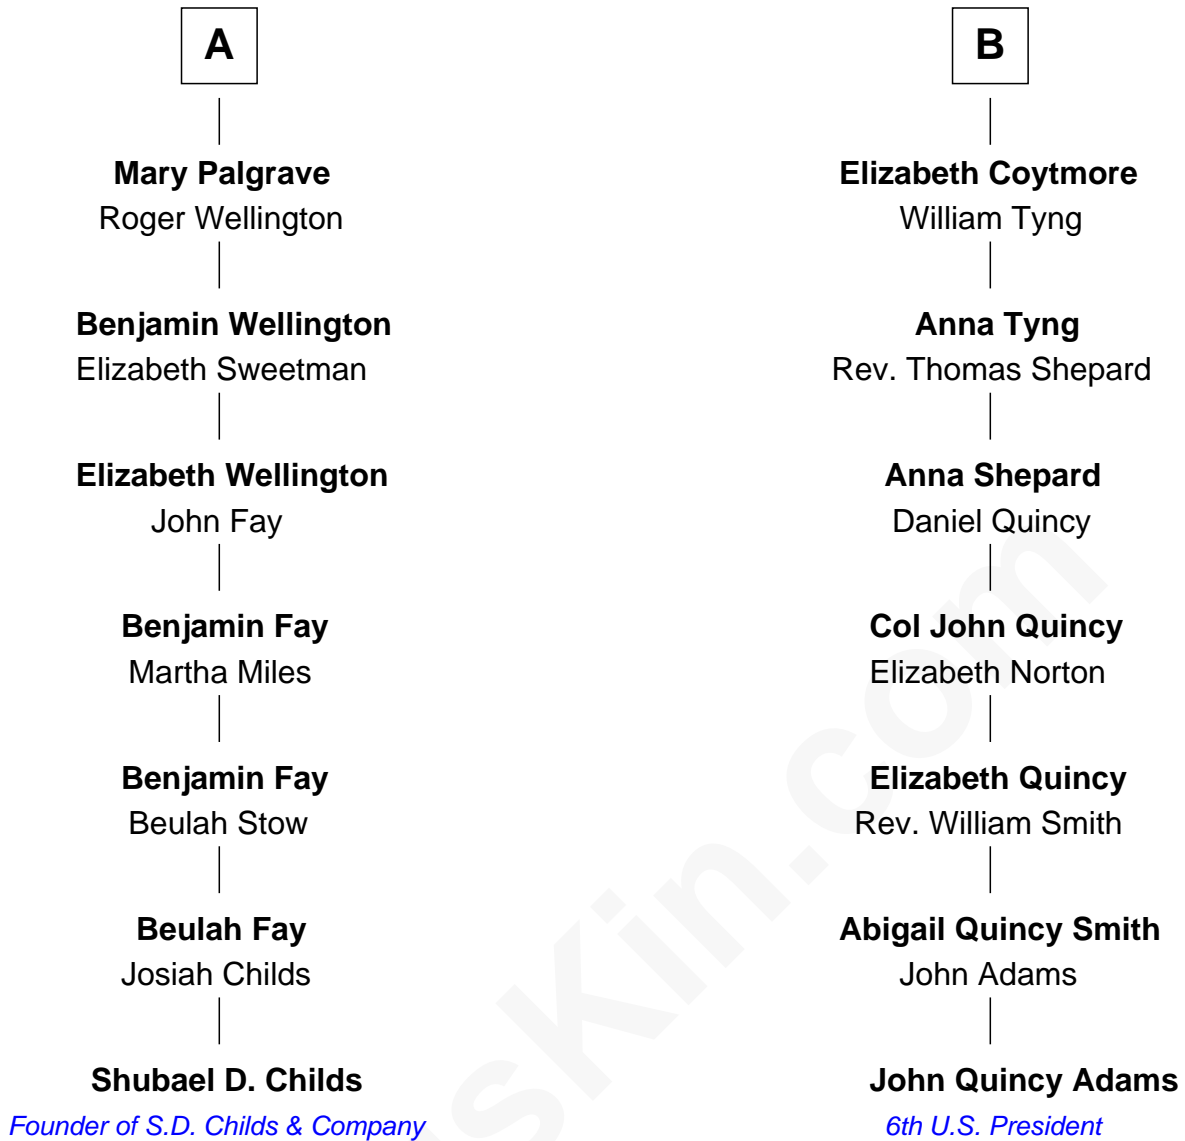 A
Mary Palgrave
Roger Wellington
Benjamin Wellington
Elizabeth Sweetman
Elizabeth Wellington
John Fay
Benjamin Fay
Martha Miles
Benjamin Fay
Beulah Stow
Beulah Fay
Josiah Childs
Shubael D. Childs
Founder of S.D. Childs & Company
B
Elizabeth Coytmore
William Tyng
Anna Tyng
Rev. Thomas Shepard
Anna Shepard
Daniel Quincy
Col John Quincy
Elizabeth Norton
Elizabeth Quincy
Rev. William Smith
Abigail Quincy Smith
John Adams
John Quincy Adams
6th U.S. President
sKin.com